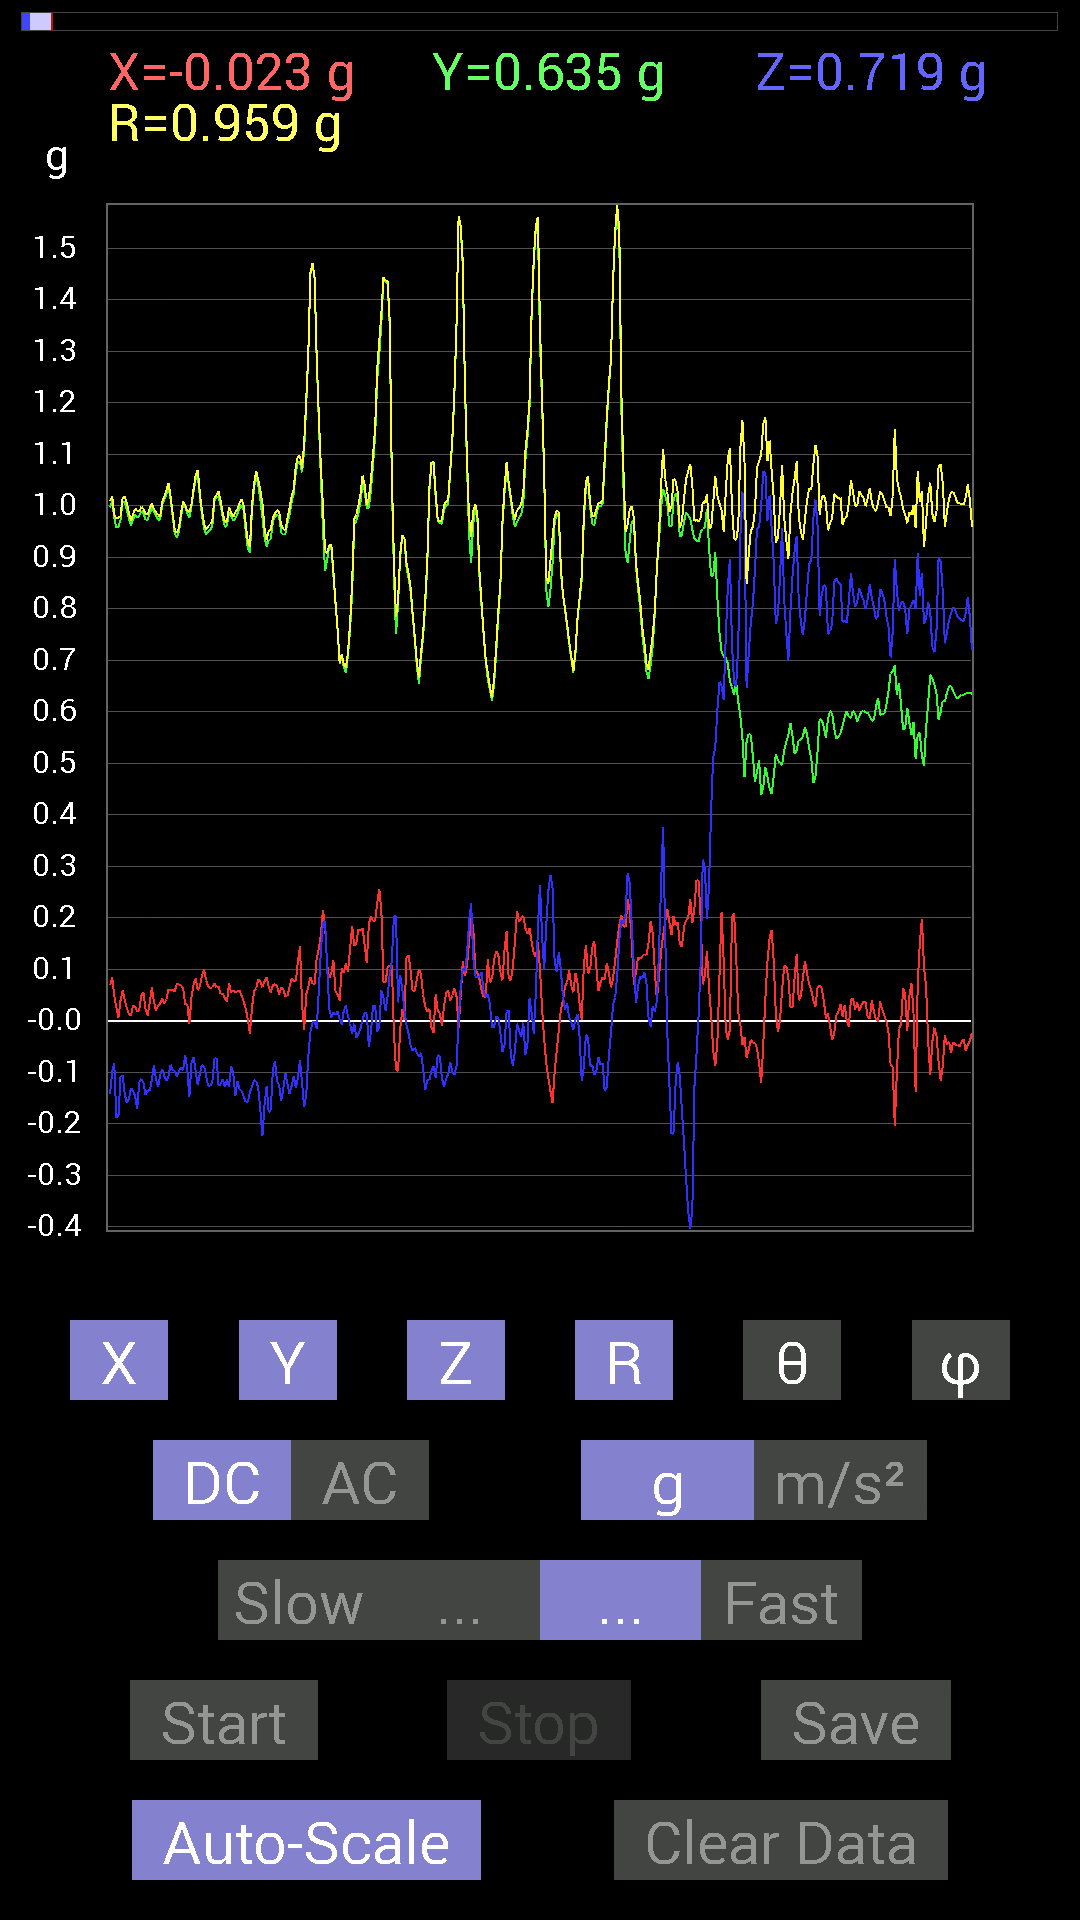 X=-0.023 g Y=0.635 g Z=0.719 g
R=0.959 g
g
1.5
1.4
1.3
1.2
1.1
1.0
0.9
0.8
0.7
0.6
0.5
0.4
0.3
0.2
0.1
-0.0
-0.1
-0.2
-0.3
-0.4
X Y Z R θ φ
DC AC g m/s²
Slow ... ... Fast
Start Stop Save
Auto-Scale Clear Data